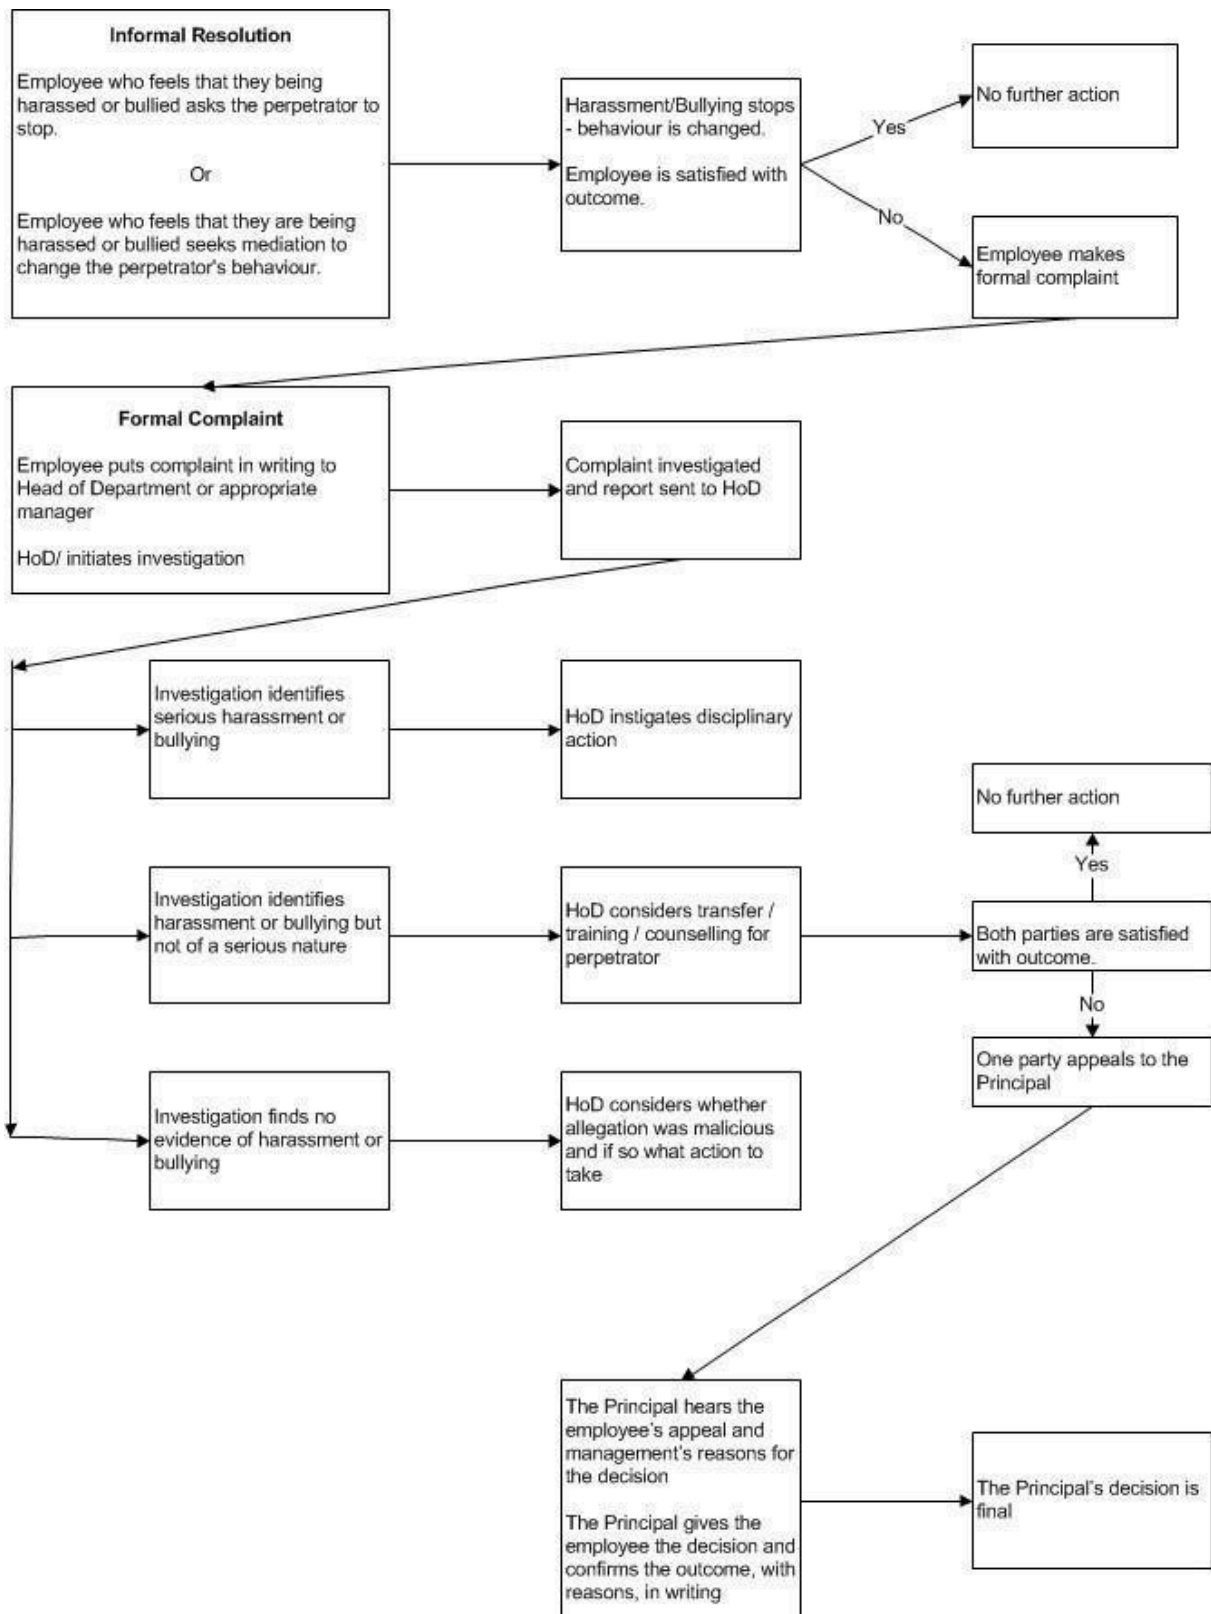 Informal Resolution
Employee who feels that they being
harassed or bullied asks the perpetrator to
stop.
Or
Employee who feels that they are being
harassed or bullied seeks mediation to
change the perpetrator's behaviour.
Harassment/Bullying stops
- behaviour is changed.
Employee is satisfied with
outcome.
Yes
No
No further action
Employee makes
formal complaint
Formal Complaint
Employee puts complaint in writing to
Head of Department or appropriate
manager
HoD/ initiates investigation
Complaint investigated
and report sent to HoD
Investigation identifies
serious harassment or
bullying
HoD instigates disciplinary
action
Investigation identifies
harassment or bullying but
not of a serious nature
HoD considers transfer /
training / counselling for
perpetrator
No further action
Yes
Both parties are satisfied
with outcome.
No
One party appeals to the
Principal
Investigation finds no
evidence of harassment or
bullying
HoD considers whether
allegation was malicious
and if so what action to
take
The Principal hears the
employee's appeal and
management's reasons for
the decision
The Principal gives the
employee the decision and
confirms the outcome, with
reasons, in writing
The Principal's decision is
final